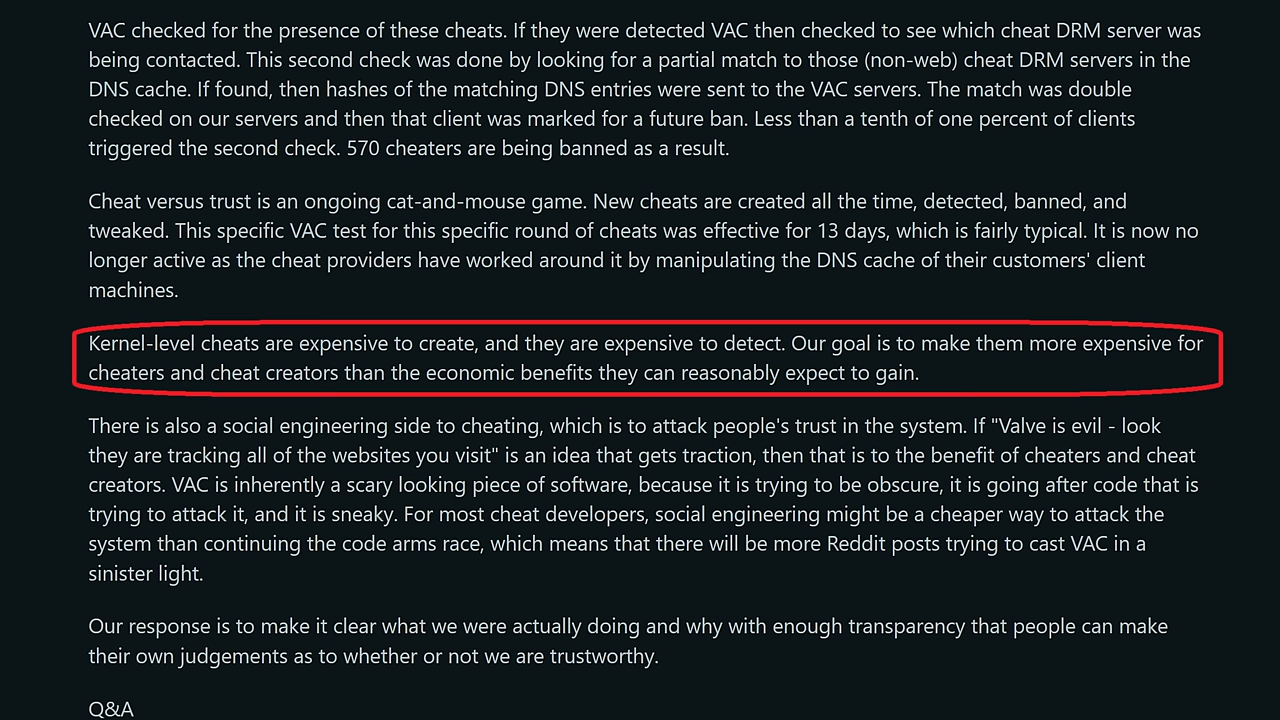 VAC checked for the presence of these cheats. If they were detected VAC then checked to see which cheat DRM server was
being contacted. This second check was done by looking for a partial match to those (non-web) cheat DRM servers in the
DNS cache. If found, then hashes of the matching DNS entries were sent to the VAC servers. The match was double
checked on our servers and then that client was marked for a future ban. Less than a tenth of one percent of clients
triggered the second check. 570 cheaters are being banned as a result.
Cheat versus trust is an ongoing cat-and-mouse game. New cheats are created all the time, detected, banned, and
tweaked. This specific VAC test for this specific round of cheats was effective for 13 days, which is fairly typical. It is now no
longer active as the cheat providers have worked around it by manipulating the DNS cache of their customers' client
machines.
Kernel-level cheats are expensive to create, and they are expensive to detect. Our goal is to make them more expensive for
cheaters and cheat creators than the economic benefits they can reasonably expect to gain.
There is also a social engineering side to cheating, which is to attack people's trust in the system. If "Valve is evil - look
they are tracking all of the websites you visit" is an idea that gets traction, then that is to the benefit of cheaters and cheat
creators. VAC is inherently a scary looking piece of software, because it is trying to be obscure, it is going after code that is
trying to attack it, and it is sneaky. For most cheat developers, social engineering might be a cheaper way to attack the
system than continuing the code arms race, which means that there will be more Reddit posts trying to cast VAC in a
sinister light.
Our response is to make it clear what we were actually doing and why with enough transparency that people can make
their own judgements as to whether or not we are trustworthy.
Q&A